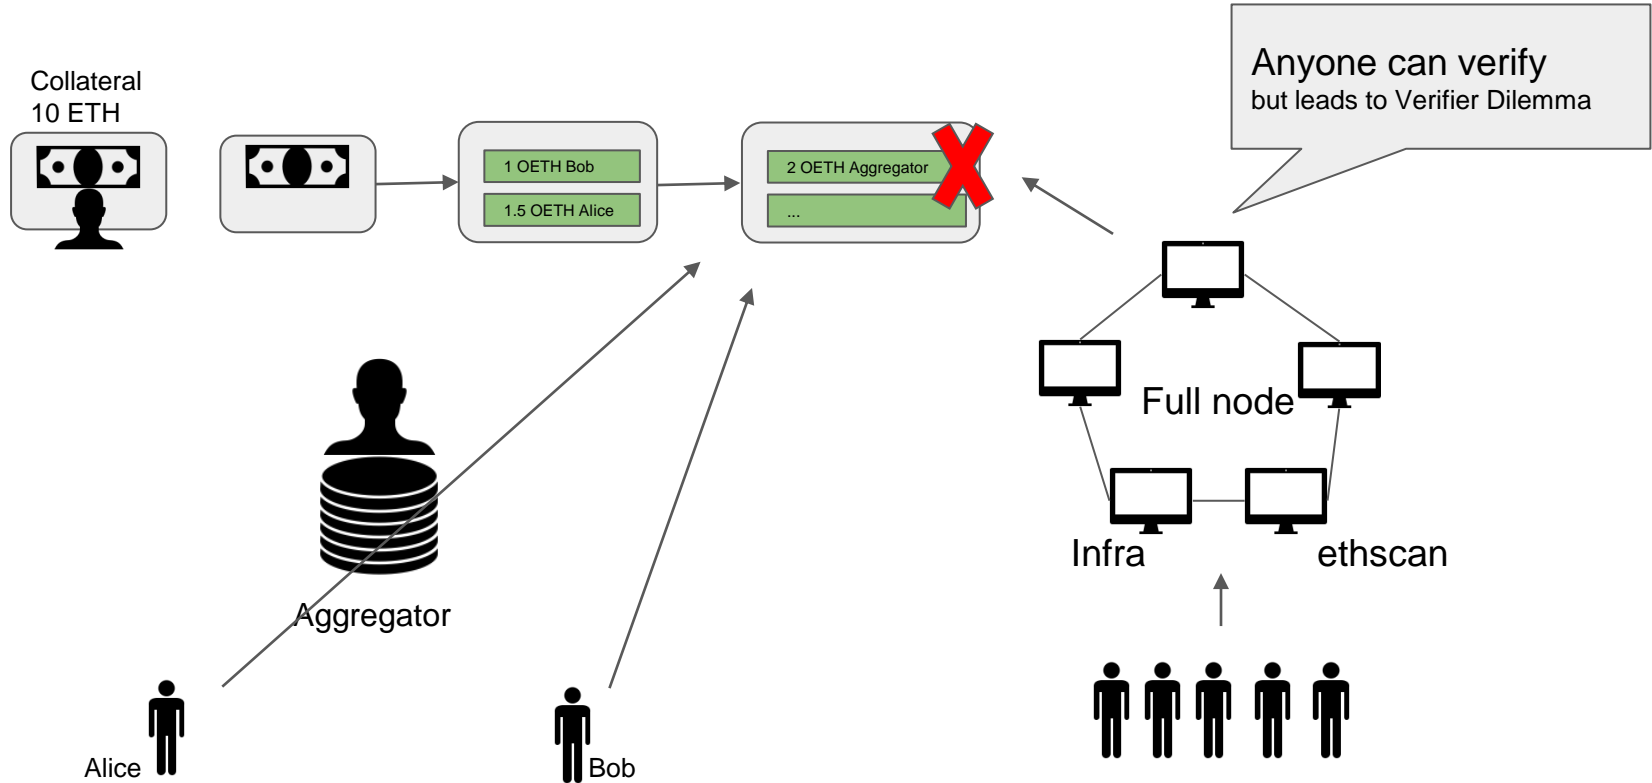 Collateral
10 ETH
1 OETH Bob
1.5 OETH Alice
2 OETH Aggregator
...
Anyone can verify
but leads to Verifier Dilemma
Full node
Infra
ethscan
Aggregator
Alice
Bob